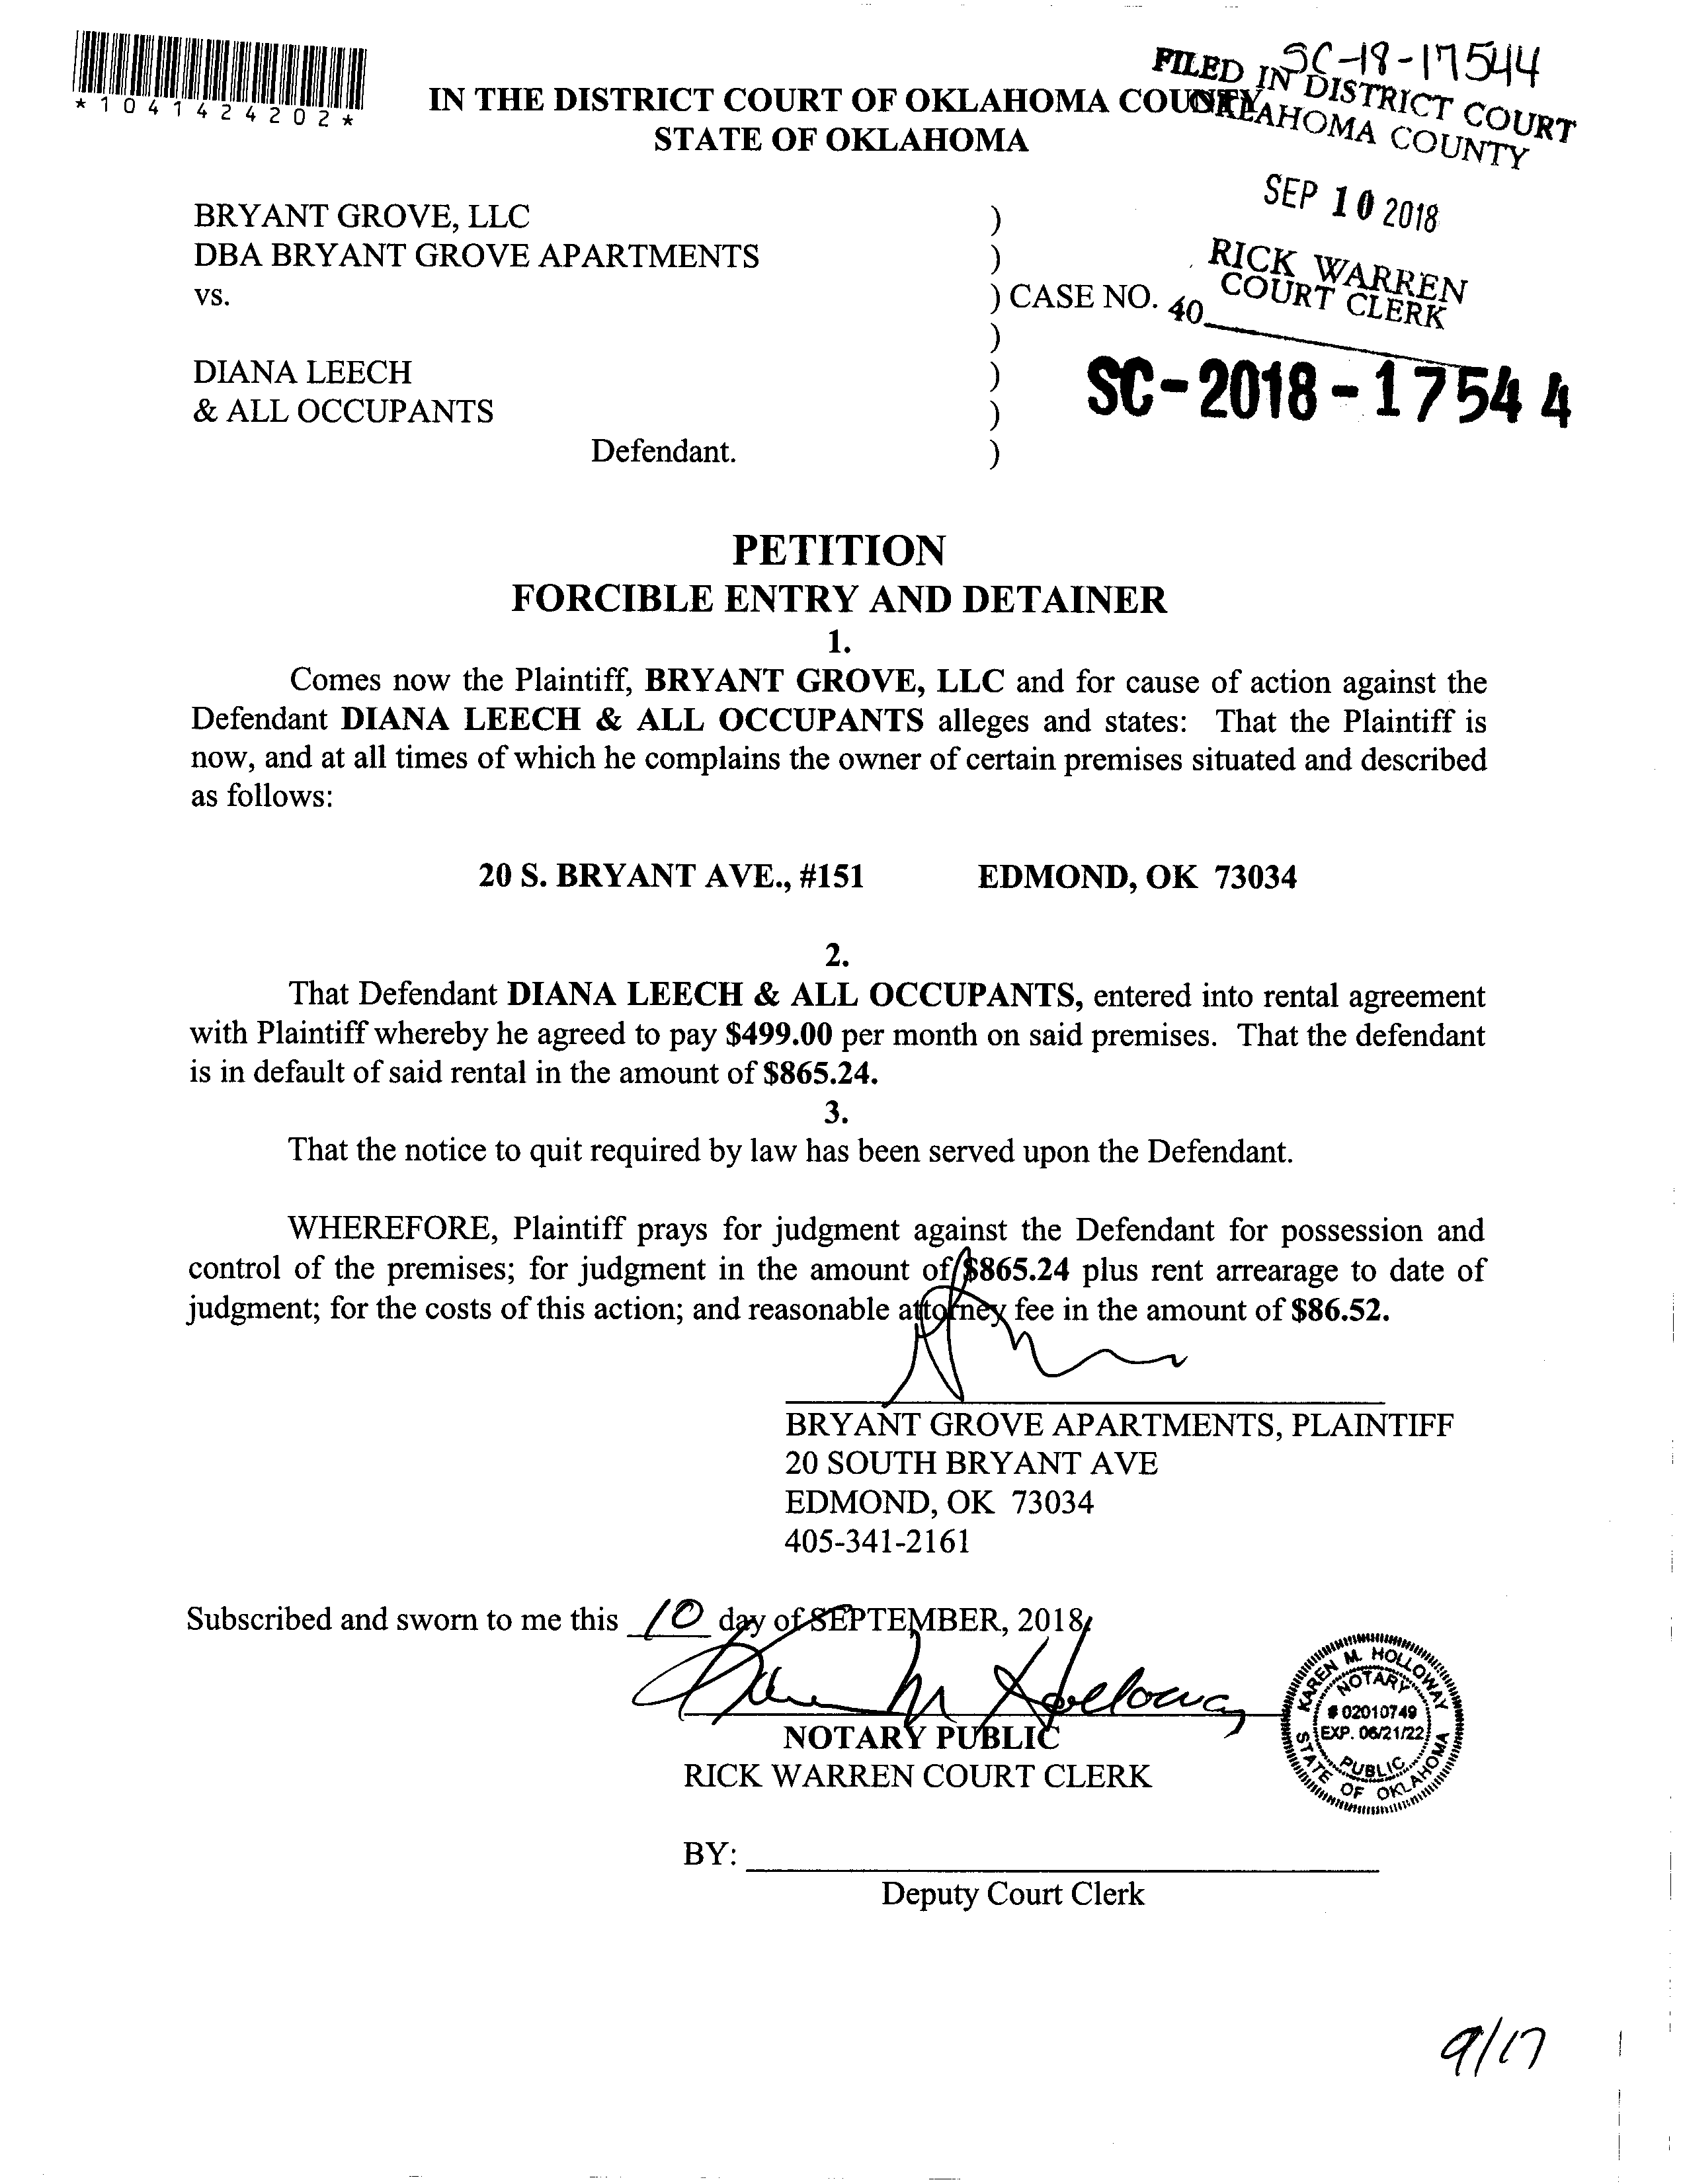 SC-18-17544
*1041424202*
FILED IN DISTRICT COURT
OKLAHOMA COUNTY
IN THE DISTRICT COURT OF OKLAHOMA COUNTY
STATE OF OKLAHOMA
SEP 10 2018
RICK WARREN
COURT CLERK
40
BRYANT GROVE, LLC )
DBA BRYANT GROVE APARTMENTS )
vs. ) CASE NO.
)
DIANA LEECH )
& ALL OCCUPANTS )
Defendant. )
SC-2018-17544
PETITION
FORCIBLE ENTRY AND DETAINER
1.
Comes now the Plaintiff, BRYANT GROVE, LLC and for cause of action against the
Defendant DIANA LEECH & ALL OCCUPANTS alleges and states: That the Plaintiff is
now, and at all times of which he complains the owner of certain premises situated and described
as follows:
20 S. BRYANT AVE., #151 EDMOND, OK 73034
2.
That Defendant DIANA LEECH & ALL OCCUPANTS, entered into rental agreement
with Plaintiff whereby he agreed to pay $499.00 per month on said premises. That the defendant
is in default of said rental in the amount of $865.24.
3.
That the notice to quit required by law has been served upon the Defendant.
WHEREFORE, Plaintiff prays for judgment against the Defendant for possession and
control of the premises; for judgment in the amount of $865.24 plus rent arrearage to date of
judgment; for the costs of this action; and reasonable attorney fee in the amount of $86.52.
BRYANT GROVE APARTMENTS, PLAINTIFF
20 SOUTH BRYANT AVE
EDMOND, OK 73034
405-341-2161
Subscribed and sworn to me this 10 day of SEPTEMBER, 2018
Karen M Holloway
NOTARY PUBLIC
RICK WARREN COURT CLERK
KAREN M. HOLLOWAY
NOTARY
# 02010749
EXP. 06/21/22
PUBLIC
STATE OF OKLAHOMA
BY:
Deputy Court Clerk
9/17